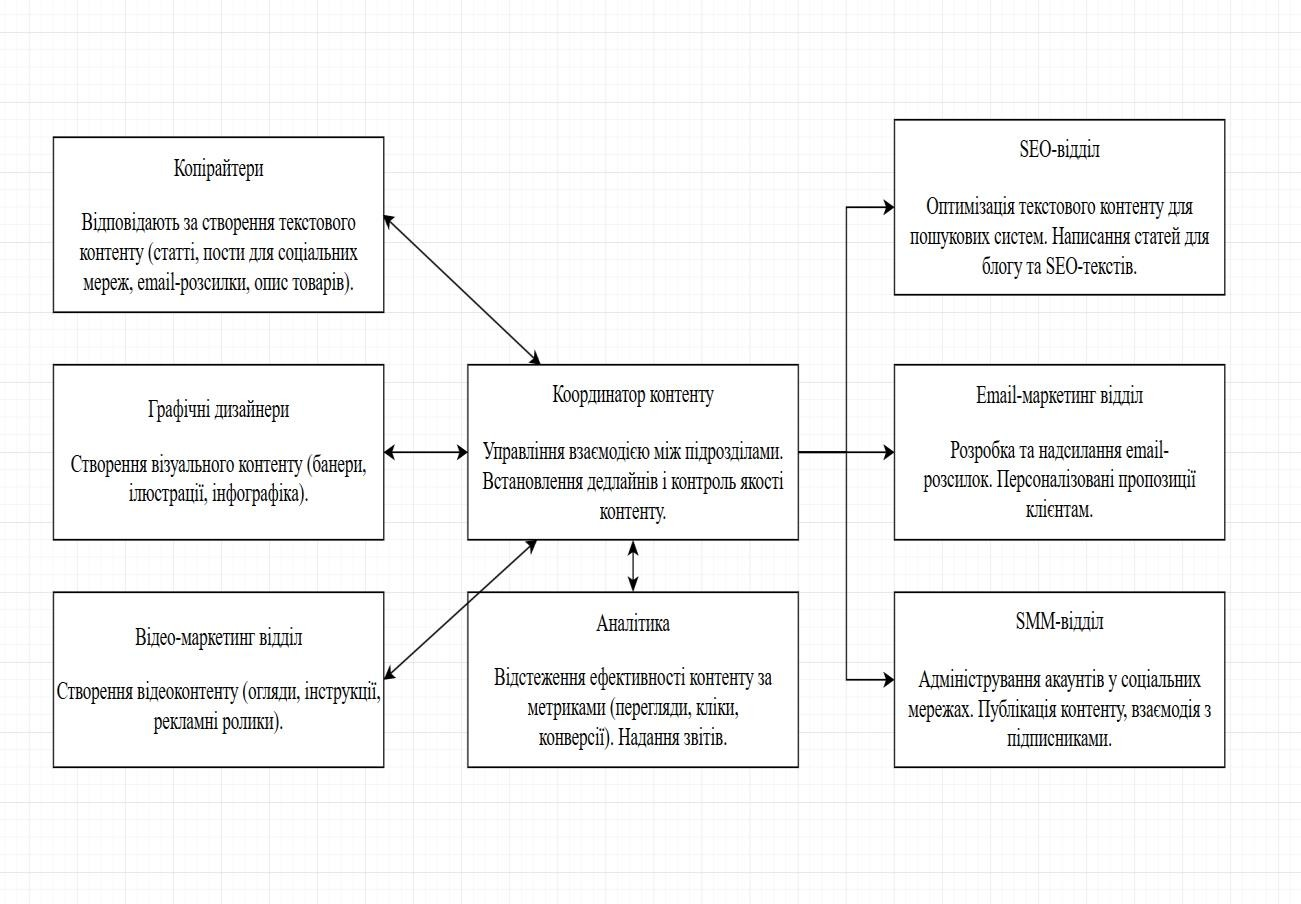 Копірайтери
Відповідають за створення текстового
контенту (статті, пости для соціальних
мереж, email-розсилки, опис товарів).
Графічні дизайнери
Створення візуального контенту (банери,
ілюстрації, інфографіка).
Відео-маркетинг відділ
Створення відеоконтенту (огляди, інструкції,
рекламні ролики).
Координатор контенту
Управління взаємодією між підрозділами.
Встановлення дедлайнів і контроль якості
контенту.
Аналітика
Відстеження ефективності контенту за
метриками (перегляди, кліки,
конверсії). Надання звітів.
SEO-відділ
Оптимізація текстового контенту для
пошукових систем. Написання статей для
блогу та SEO-текстів.
Email-маркетинг відділ
Розробка та надсилання email-
розсилок. Персоналізовані пропозиції
клієнтам.
SMM-відділ
Адміністрування акаунтів у соціальних
мережах. Публікація контенту, взаємодія з
підписниками.